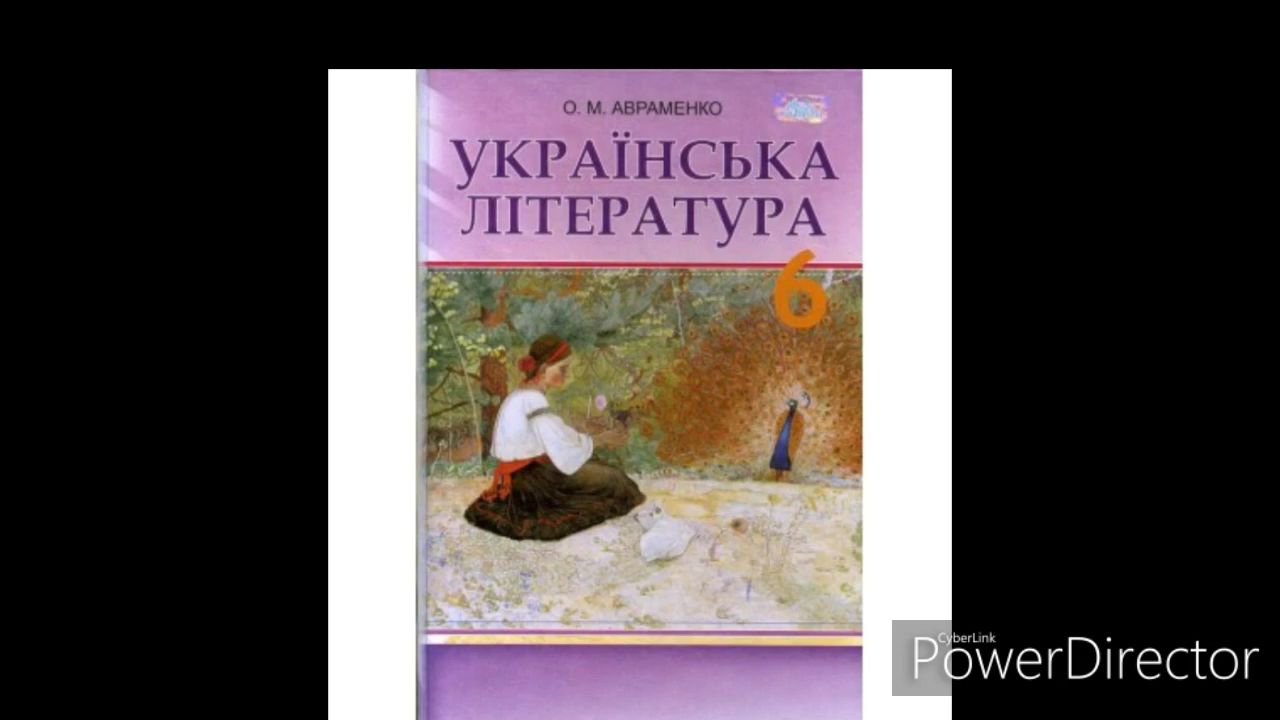 О. М. АВРАМЕНКО
УКРАЇНСЬКА
ЛІТЕРАТУРА
6
CyberLink
PowerDirector